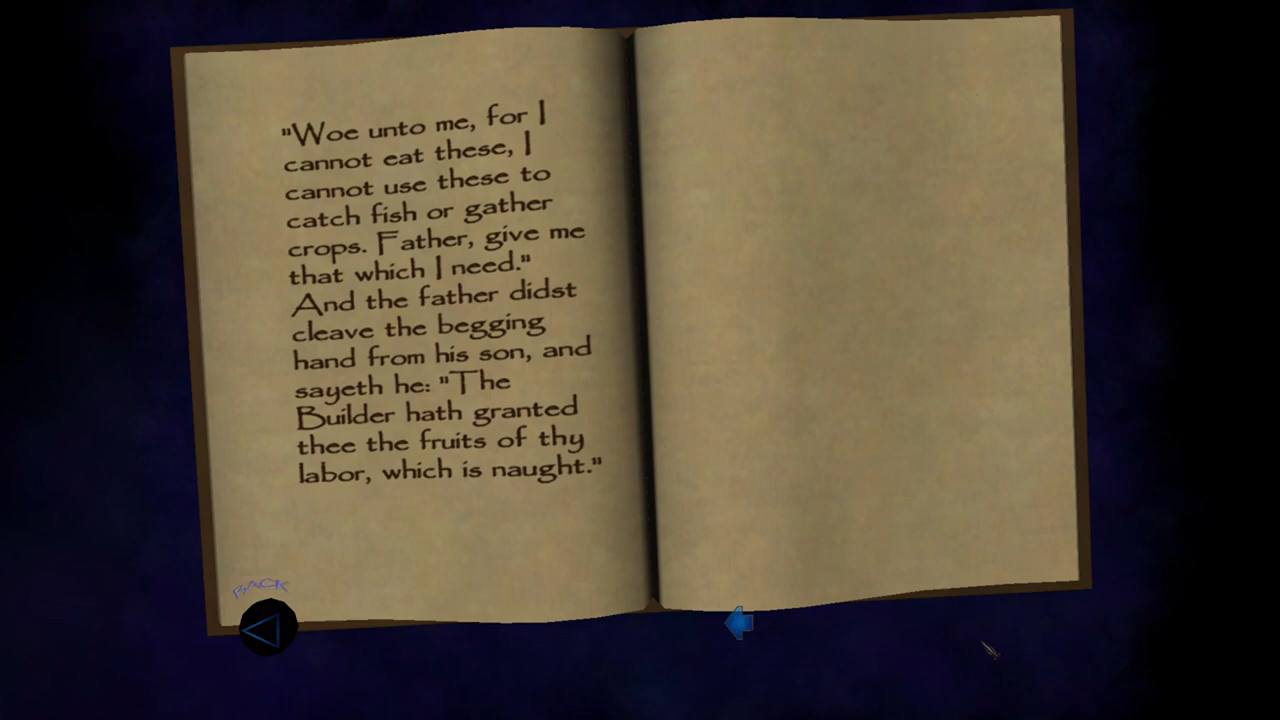 "Woe unto me, for I
cannot eat these, I
cannot use these to
catch fish or gather
crops. Father, give me
that which I need."
And the father didst
cleave the begging
hand from his son, and
sayeth he: "The
Builder hath granted
thee the fruits of thy
labor, which is naught."
BACK